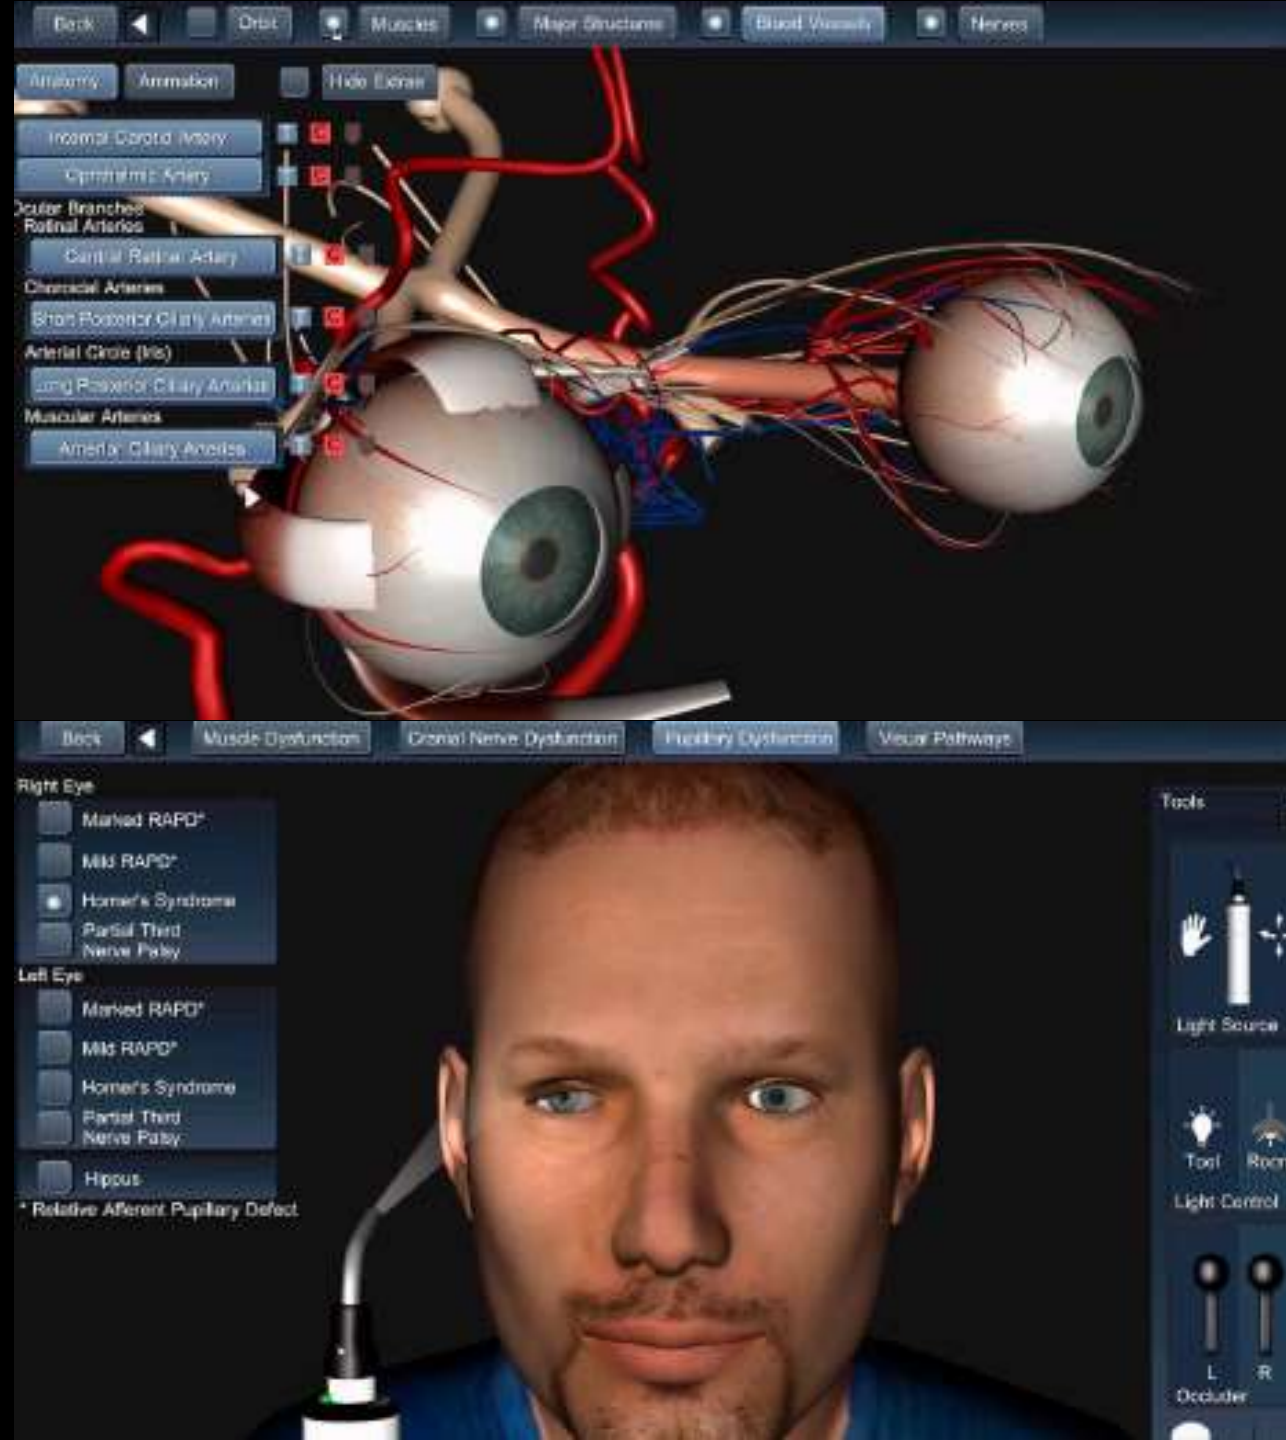 Back Orbit Muscles Major Structures Blood Vessels Nerves
Anatomy Animation Hide Extras
Internal Carotid Artery
Ophthalmic Artery
Ocular Branches
Retinal Arteries
Central Retinal Artery
Choroidal Arteries
Short Posterior Ciliary Arteries
Arterial Circle (Iris)
Long Posterior Ciliary Arteries
Muscular Arteries
Anterior Ciliary Arteries
Back Muscle Dysfunction Cranial Nerve Dysfunction Pupillary Dysfunction Visual Pathways
Right Eye
Marked RAPD*
Mild RAPD*
Horner's Syndrome
Partial Third
Nerve Palsy
Left Eye
Marked RAPD*
Mild RAPD*
Horner's Syndrome
Partial Third
Nerve Palsy
Hippus
* Relative Afferent Pupillary Defect
Tools
Light Source
Tool Room
Light Control
L R
Occluder